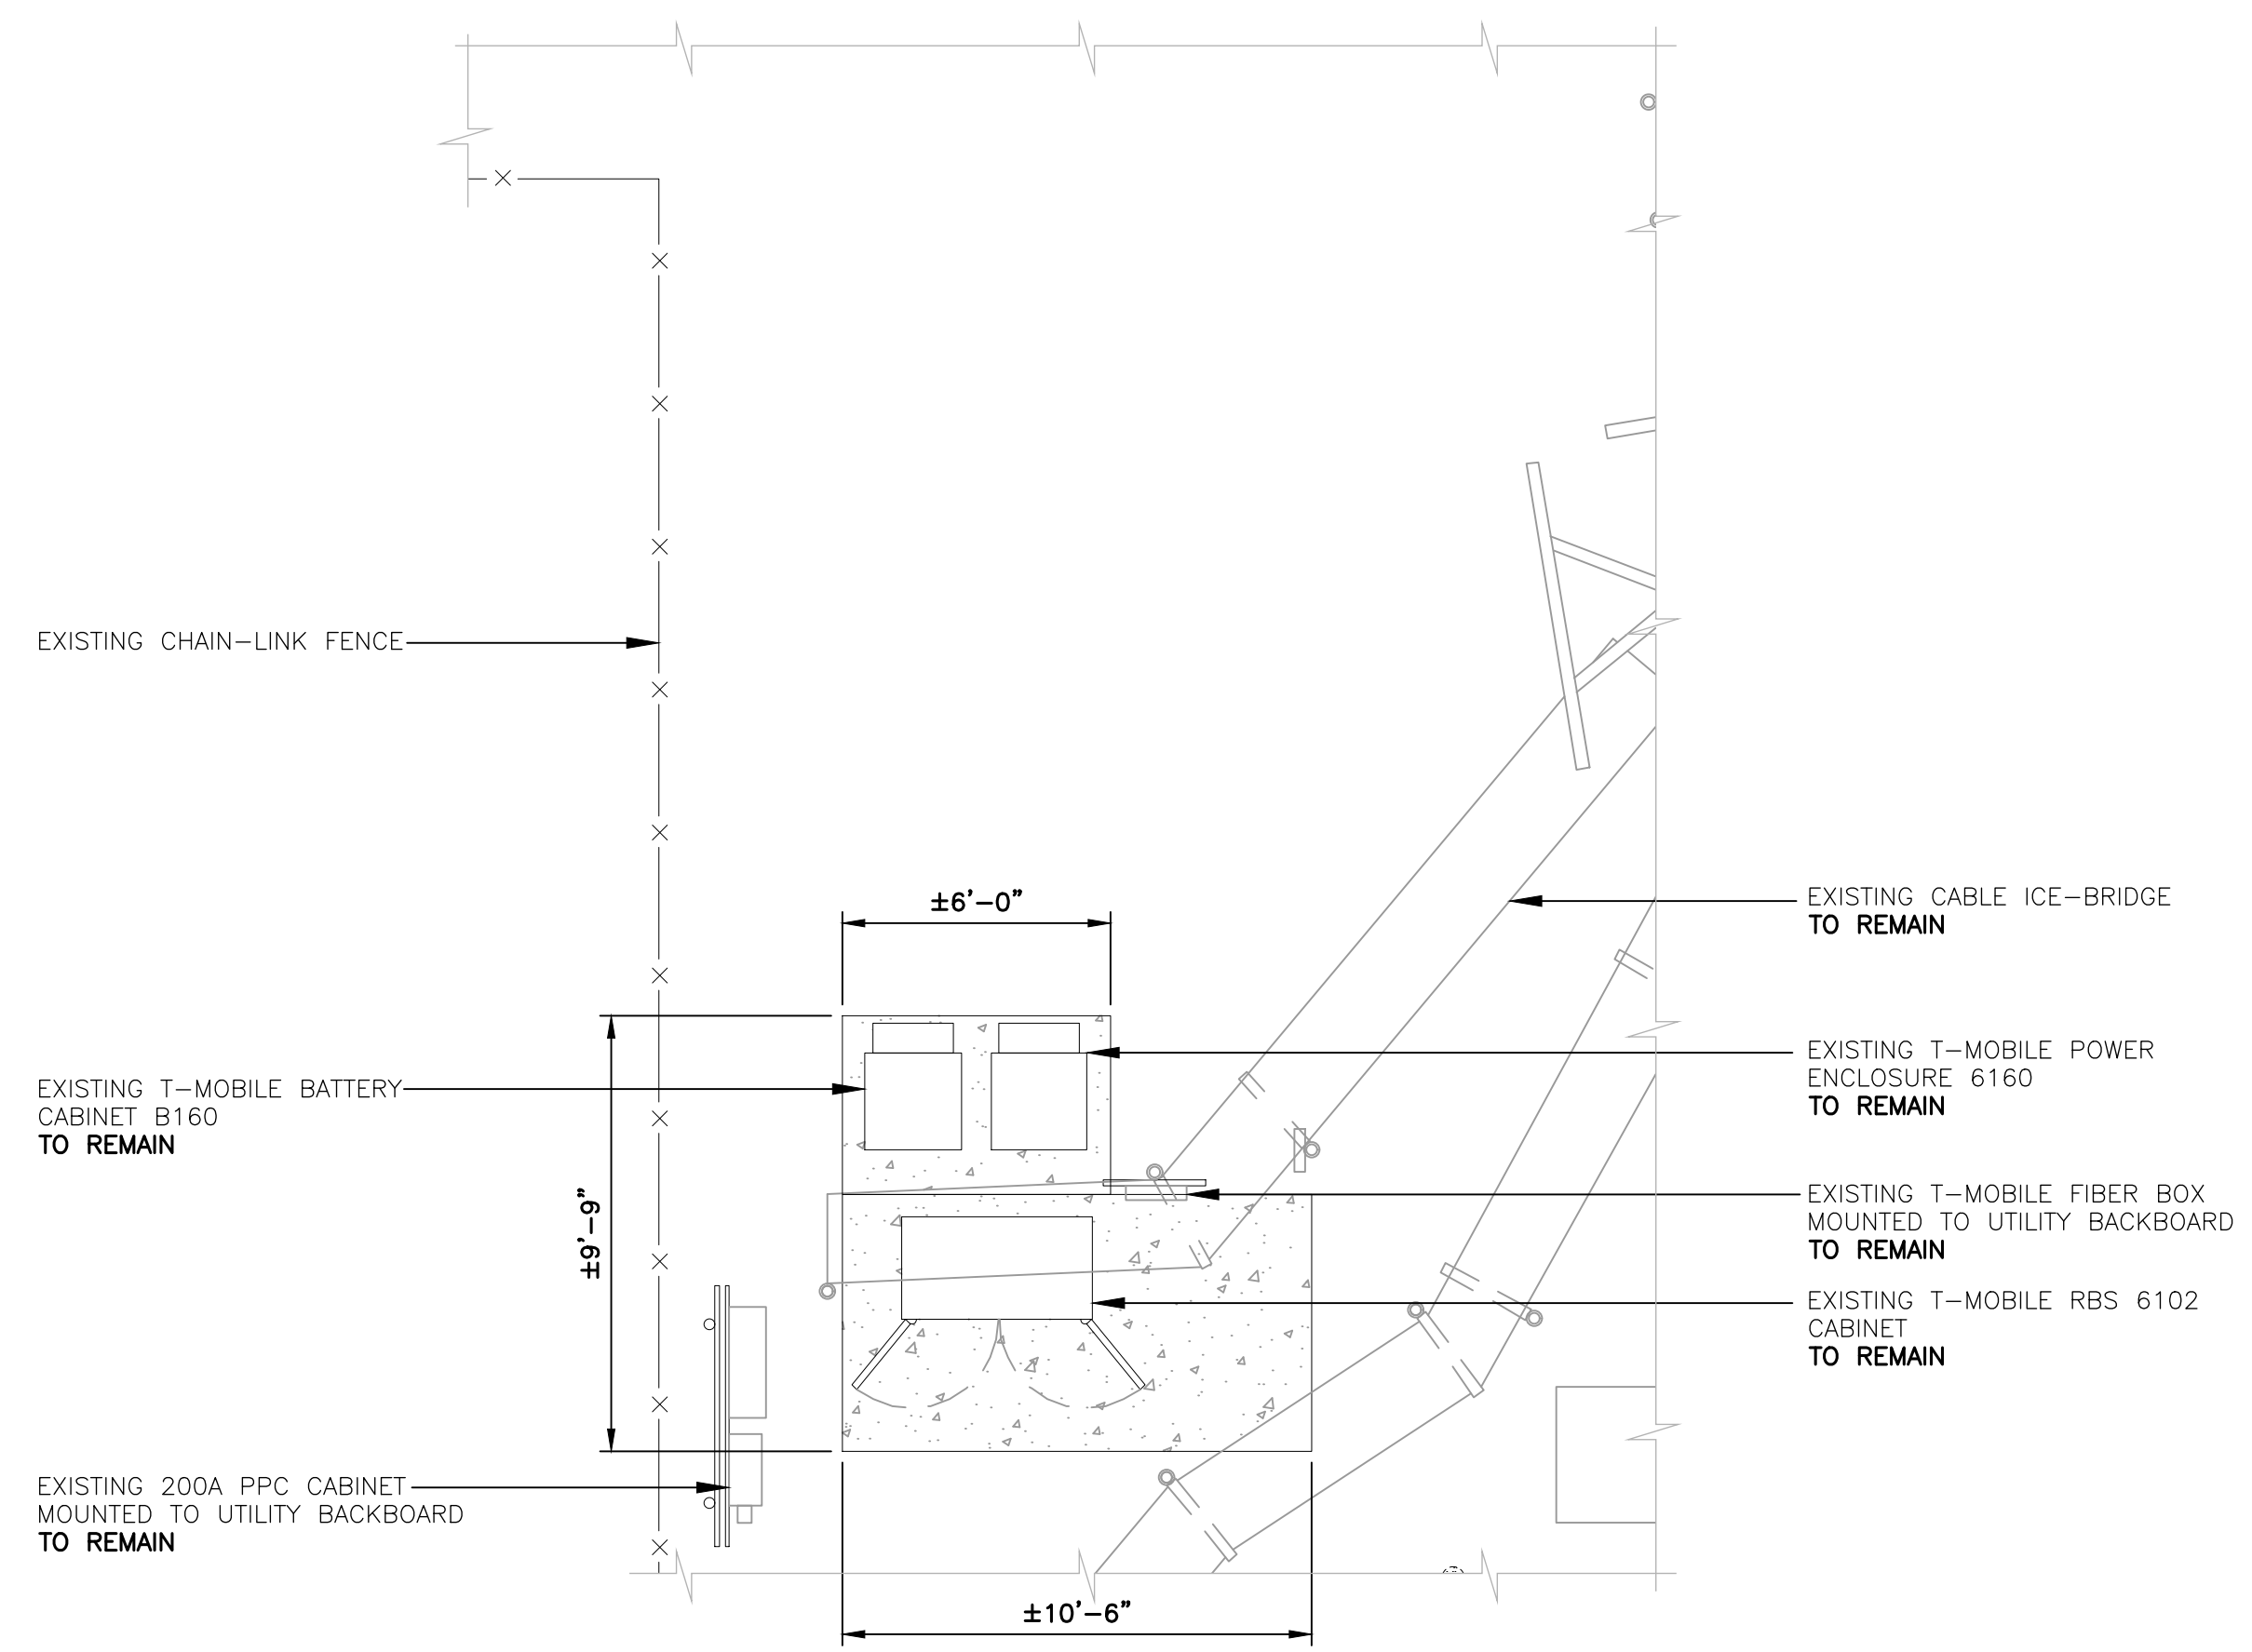 EXISTING CHAIN-LINK FENCE
±6'-0"
EXISTING CABLE ICE-BRIDGE
TO REMAIN
EXISTING T-MOBILE POWER
ENCLOSURE 6160
TO REMAIN
EXISTING T-MOBILE BATTERY
CABINET B160
TO REMAIN
±9'-9"
EXISTING T-MOBILE FIBER BOX
MOUNTED TO UTILITY BACKBOARD
TO REMAIN
EXISTING T-MOBILE RBS 6102
CABINET
TO REMAIN
EXISTING 200A PPC CABINET
MOUNTED TO UTILITY BACKBOARD
TO REMAIN
±10'-6"